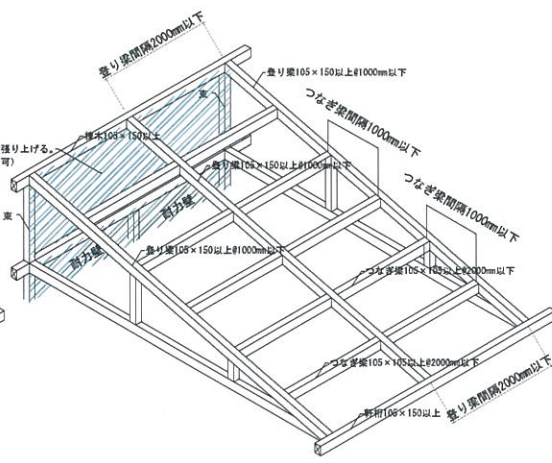 登り梁間隔2000mm以下
登り梁105×150以上@1000mm以下
束
つなぎ梁間隔1000mm以下
張り上げる。
可)
棟木105×150以上
登り梁105×150以上@1000mm以下
つなぎ梁間隔1000mm以下
束
耐力壁
耐力壁
登り梁105×150以上@1000mm以下
つなぎ梁105×105以上@2000mm以下
つなぎ梁105×105以上@2000mm以下
軒桁105×150以上
登り梁間隔2000mm以下